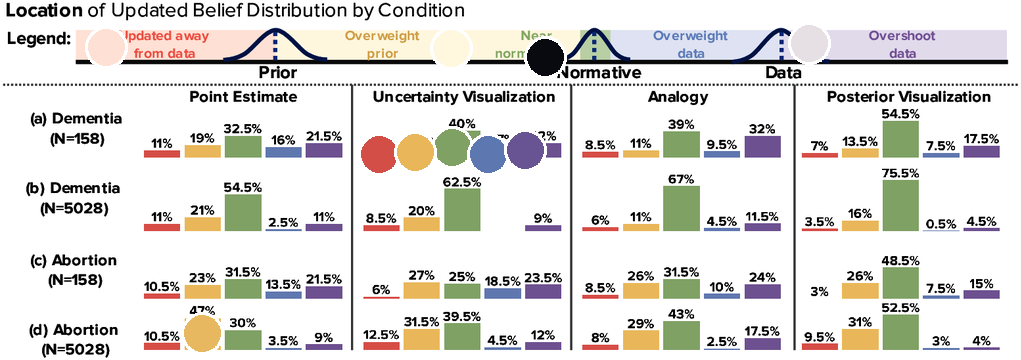 Location of Updated Belief Distribution by Condition
Legend: Updated away from data Overweight prior Near Overweight data Overshoot data
Prior Normative Data
Point Estimate Uncertainty Visualization Analogy Posterior Visualization
(a) Dementia (N=158) 11% 19% 32.5% 16% 21.5% 40% 8.5% 11% 39% 9.5% 32% 7% 13.5% 54.5% 7.5% 17.5%
(b) Dementia (N=5028) 11% 21% 54.5% 2.5% 11% 8.5% 20% 62.5% 9% 6% 11% 67% 4.5% 11.5% 3.5% 16% 75.5% 0.5% 4.5%
(c) Abortion (N=158) 10.5% 23% 31.5% 13.5% 21.5% 6% 27% 25% 18.5% 23.5% 8.5% 26% 31.5% 10% 24% 3% 26% 48.5% 7.5% 15%
(d) Abortion (N=5028) 10.5% 47% 30% 3.5% 9% 12.5% 31.5% 39.5% 4.5% 12% 8% 29% 43% 2.5% 17.5% 9.5% 31% 52.5% 3% 4%